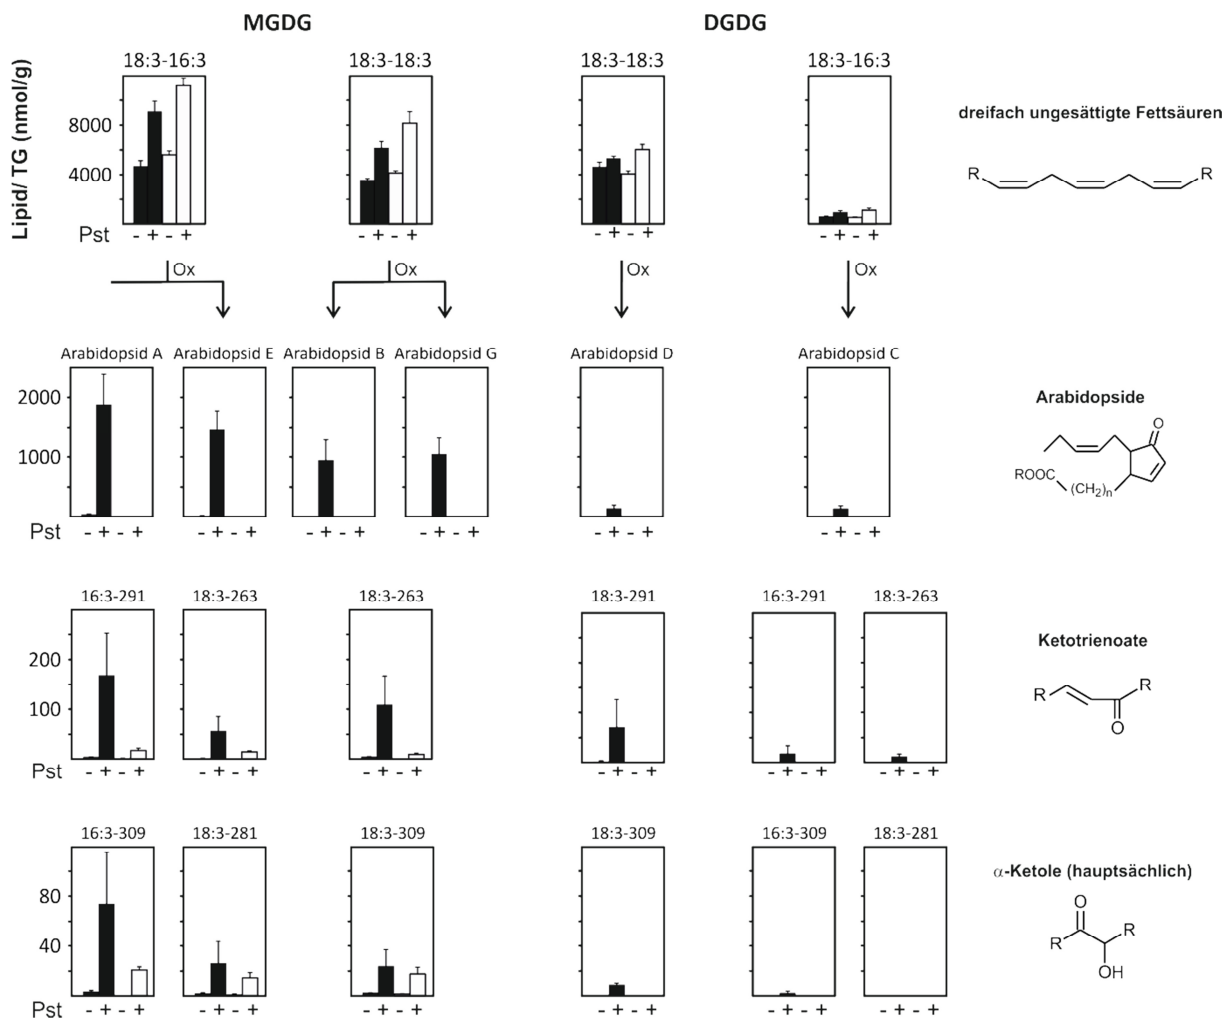 MGDG DGDG
18:3-16:3 18:3-18:3 18:3-18:3 18:3-16:3
Lipid/ TG (nmol/g)
8000
4000
dreifach ungesättigte Fettsäuren
R R
Pst - + - + - + - + - + - + - + - +
Ox Ox Ox Ox
Arabidopsid A Arabidopsid E Arabidopsid B Arabidopsid G Arabidopsid D Arabidopsid C
2000
1000
Arabidopside
O
ROOC
(CH2)n
Pst - + - + - + - + - + - + - + - + - + - + - + - +
16:3-291 18:3-263 18:3-263 18:3-291 16:3-291 18:3-263
200
100
Ketotrienoate
R R
O
Pst - + - + - + - + - + - + - + - + - + - + - + - +
16:3-309 18:3-281 18:3-309 18:3-309 16:3-309 18:3-281
80
40
α-Ketole (hauptsächlich)
O
R R
OH
Pst - + - + - + - + - + - + - + - + - + - + - + - +